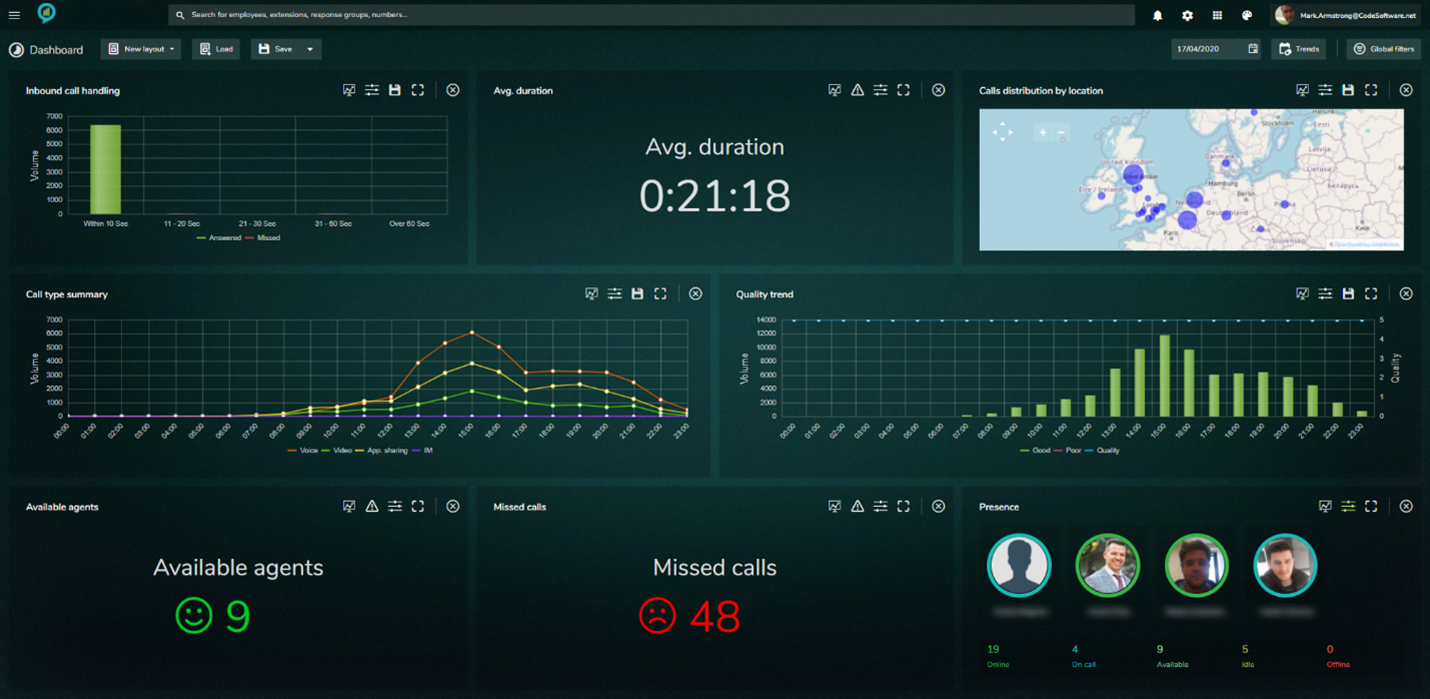 Search for employees, extensions, response groups, numbers...
Mark.Armstrong@CodeSoftware.net
Dashboard
New layout
Load
Save
17/04/2020
Trends
Global filters
Inbound call handling
Avg. duration
Calls distribution by location
7000
6000
5000
4000
3000
2000
1000
0
Volume
Within 10 Sec
11 - 20 Sec
21 - 30 Sec
31 - 60 Sec
Over 60 Sec
Answered
Missed
Avg. duration
0:21:18
+
−
Stockholm
Eesti
Latvija
Lietuva
Беларусь
Danmark
United Kingdom
Éire / Ireland
Hamburg
Berlin
Paris
Slovensko
Call type summary
Quality trend
7000
6000
5000
4000
3000
2000
1000
0
Volume
00:00 01:00 02:00 03:00 04:00 05:00 06:00 07:00 08:00 09:00 10:00 11:00 12:00 13:00 14:00 15:00 16:00 17:00 18:00 19:00 20:00 21:00 22:00 23:00
Voice
Video
App. sharing
IM
14000
12000
10000
8000
6000
4000
2000
0
Volume
5
4
3
2
1
0
Quality
00:00 01:00 02:00 03:00 04:00 05:00 06:00 07:00 08:00 09:00 10:00 11:00 12:00 13:00 14:00 15:00 16:00 17:00 18:00 19:00 20:00 21:00 22:00 23:00
Good
Poor
Quality
Available agents
Missed calls
Presence
Available agents
9
Missed calls
48
19
Online
4
On call
9
Available
5
Idle
0
Offline